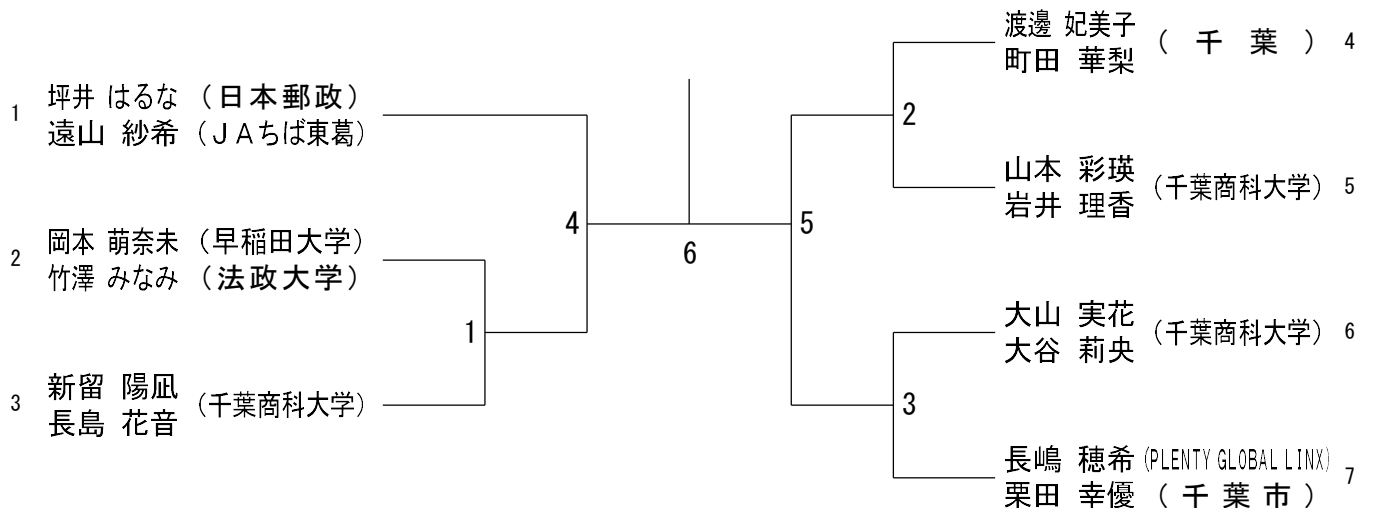 1
坪井 はるな (日本郵政)
遠山 紗希 (JAちば東葛)
2
岡本 萌奈未 (早稲田大学)
竹澤 みなみ (法政大学)
3
新留 陽凪 (千葉商科大学)
長島 花音
1
4
6
5
2
3
渡邊 妃美子 (千葉) 4
町田 華梨
山本 彩瑛 (千葉商科大学) 5
岩井 理香
大山 実花 (千葉商科大学) 6
大谷 莉央
長嶋 穂希 (PLENTY GLOBAL LINX) 7
栗田 幸優 (千葉市)